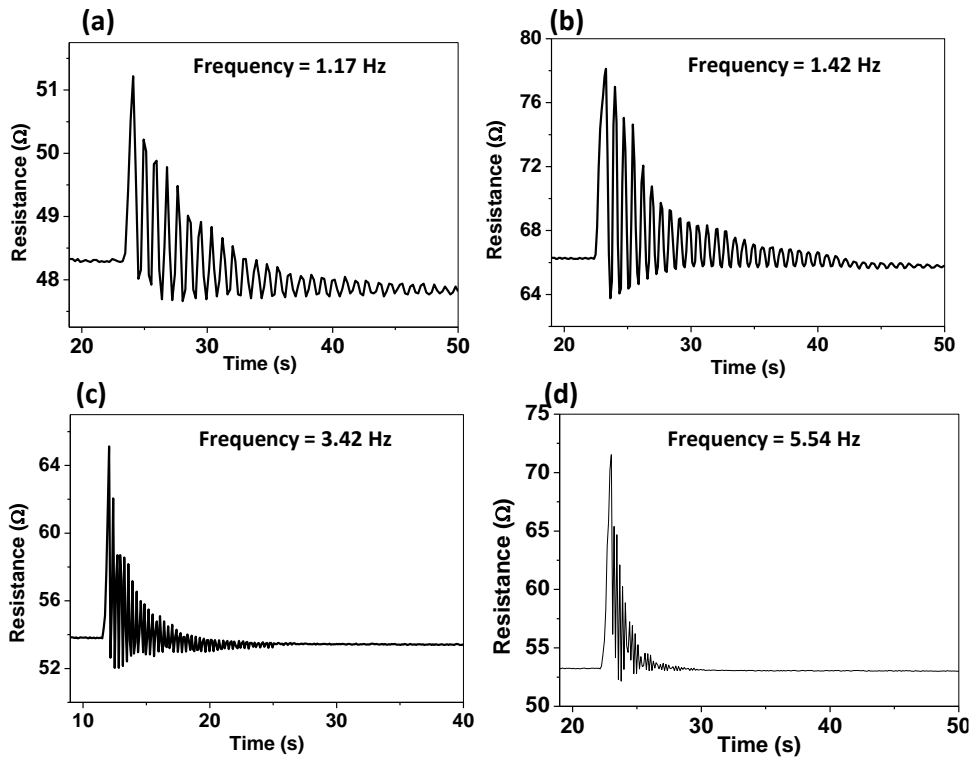 (a)
Frequency = 1.17 Hz
Resistance (Ω)
51
50
49
48
20
30
40
50
Time (s)
(b)
Frequency = 1.42 Hz
Resistance (Ω)
80
76
72
68
64
20
30
40
50
Time (s)
(c)
Frequency = 3.42 Hz
Resistance (Ω)
64
60
56
52
10
20
30
40
Time (s)
(d)
Frequency = 5.54 Hz
Resistance (Ω)
75
70
65
60
55
50
20
30
40
50
Time (s)